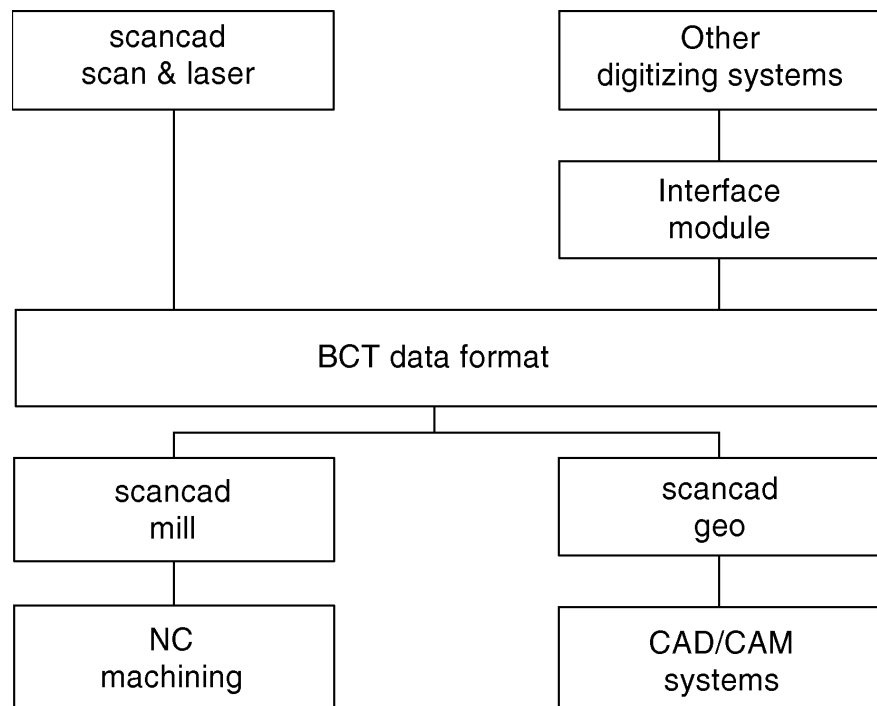 scancad
scan & laser
Other
digitizing systems
Interface
module
BCT data format
scancad
mill
scancad
geo
NC
machining
CAD/CAM
systems